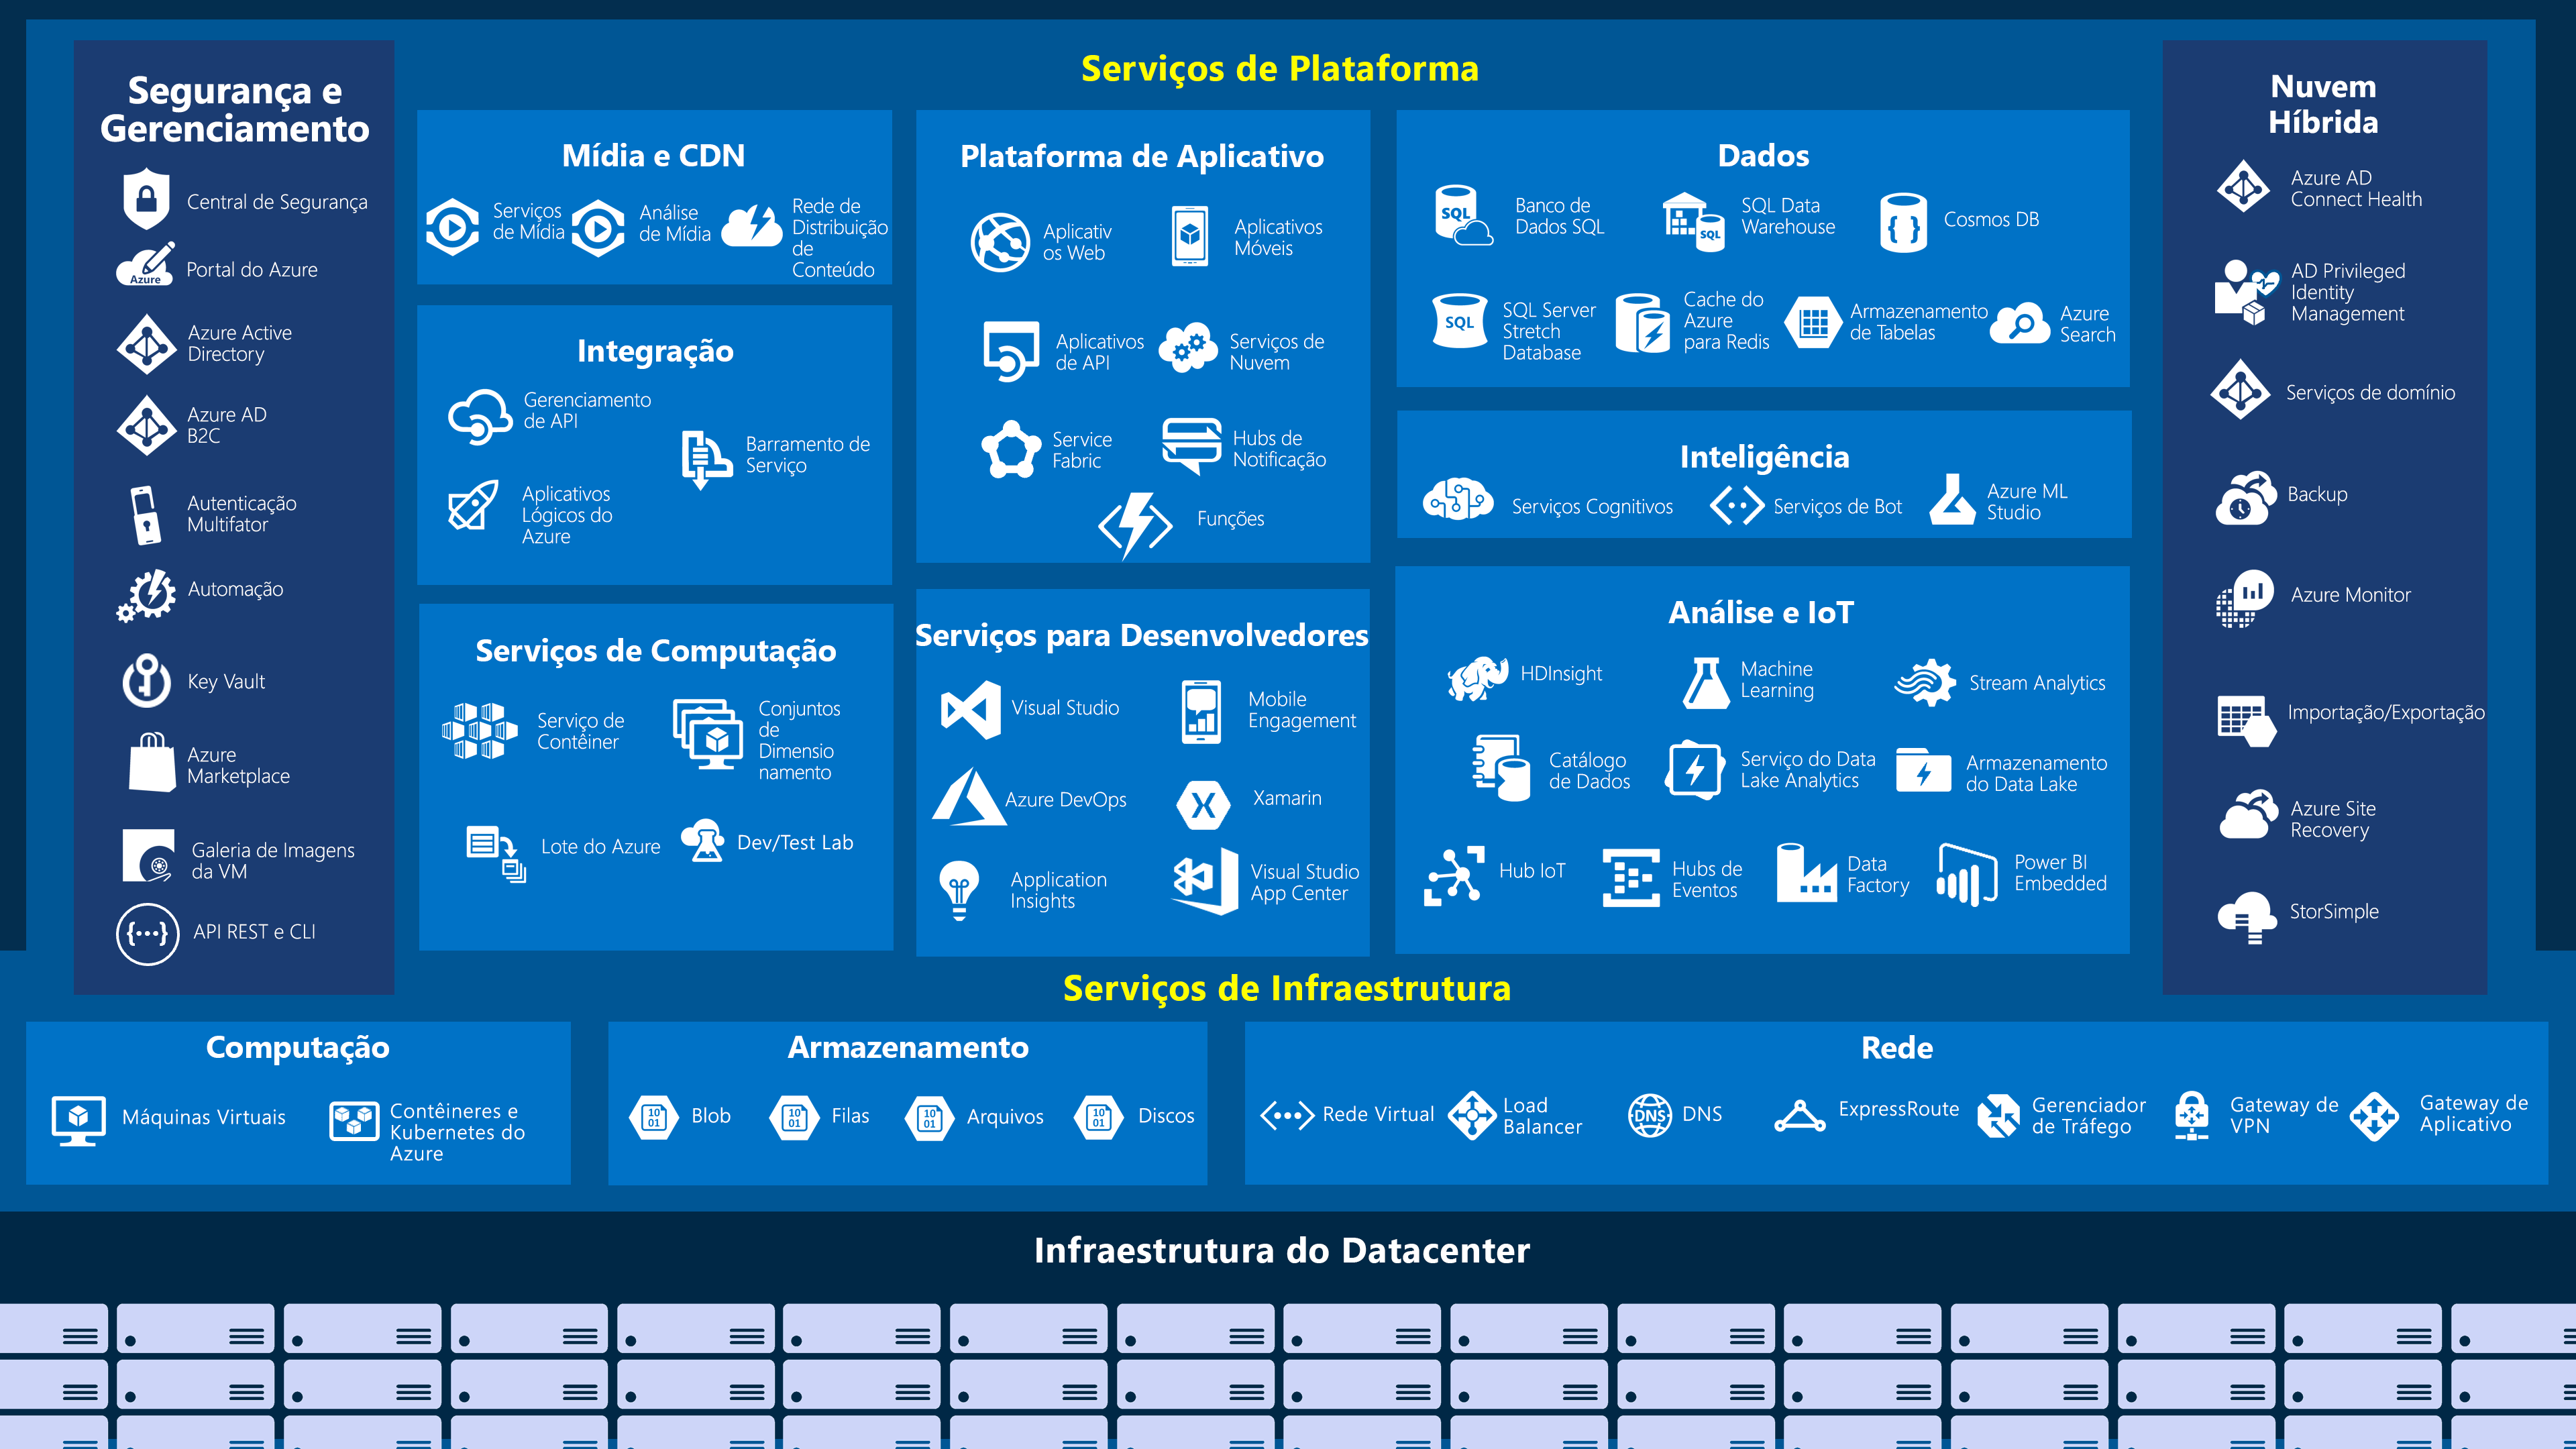 Serviços de Plataforma
Segurança e
Gerenciamento
Central de Segurança
Azure
Portal do Azure
Azure Active
Directory
Azure AD
B2C
Autenticação
Multifator
Automação
Key Vault
Azure
Marketplace
Galeria de Imagens
da VM
{···}
API REST e CLI
Mídia e CDN
Serviços
de Mídia
Análise
de Mídia
Rede de
Distribuição
de
Conteúdo
Integração
Gerenciamento
de API
Barramento de
Serviço
Aplicativos
Lógicos do
Azure
Serviços de Computação
Serviço de
Contêiner
Conjuntos
de
Dimensio
namento
Lote do Azure
Dev/Test Lab
Plataforma de Aplicativo
Aplicativ
os Web
Aplicativos
Móveis
Aplicativos
de API
Serviços de
Nuvem
Service
Fabric
Hubs de
Notificação
Funções
Serviços para Desenvolvedores
Visual Studio
Mobile
Engagement
Azure DevOps
X
Xamarin
Application
Insights
Visual Studio
App Center
Dados
SQL
Banco de
Dados SQL
SQL
SQL Data
Warehouse
{ }
Cosmos DB
SQL
SQL Server
Stretch
Database
Cache do
Azure
para Redis
Armazenamento
de Tabelas
Azure
Search
Inteligência
Serviços Cognitivos
Serviços de Bot
Azure ML
Studio
Análise e IoT
HDInsight
Machine
Learning
Stream Analytics
Catálogo
de Dados
Serviço do Data
Lake Analytics
Armazenamento
do Data Lake
Hub IoT
Hubs de
Eventos
Data
Factory
Power BI
Embedded
Nuvem
Híbrida
Azure AD
Connect Health
AD Privileged
Identity
Management
Serviços de domínio
Backup
Azure Monitor
Importação/Exportação
Azure Site
Recovery
StorSimple
Serviços de Infraestrutura
Computação
Máquinas Virtuais
Contêineres e
Kubernetes do
Azure
Armazenamento
10
01
Blob
10
01
Filas
10
01
Arquivos
10
01
Discos
Rede
Rede Virtual
Load
Balancer
DNS
DNS
ExpressRoute
Gerenciador
de Tráfego
Gateway de
VPN
Gateway de
Aplicativo
Infraestrutura do Datacenter